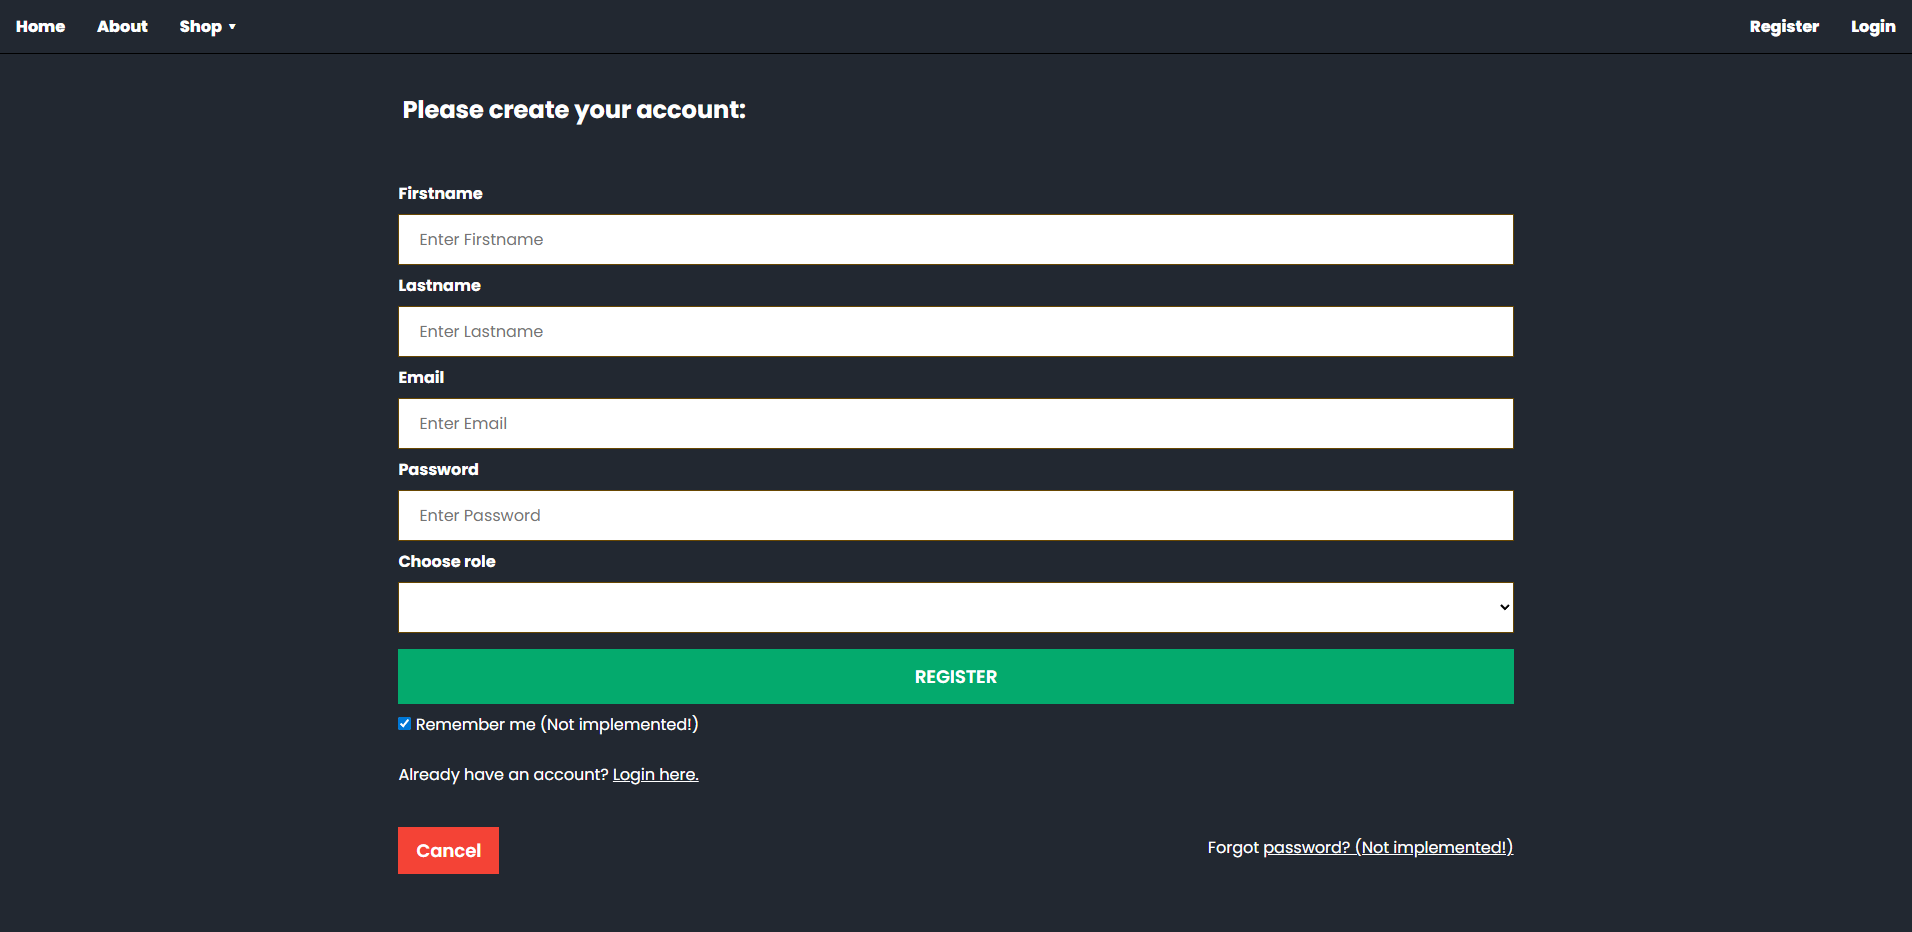 Home About Shop ▼ Register Login
Please create your account:
Firstname
Enter Firstname
Lastname
Enter Lastname
Email
Enter Email
Password
Enter Password
Choose role
REGISTER
Remember me (Not implemented!)
Already have an account? Login here.
Cancel Forgot password? (Not implemented!)